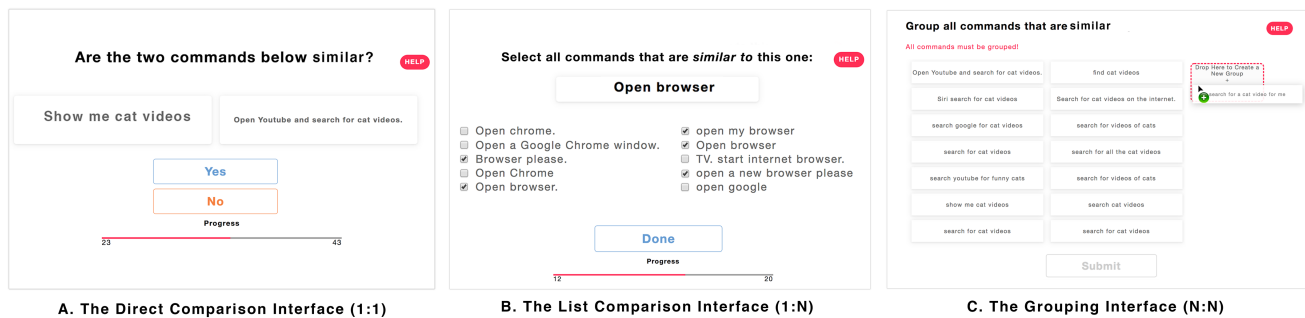 Are the two commands below similar?
HELP
Show me cat videos
Open Youtube and search for cat videos.
Yes
No
Progress
23 43
A. The Direct Comparison Interface (1:1)
Select all commands that are similar to this one:
HELP
Open browser
Open chrome.
Open a Google Chrome window.
Browser please.
Open Chrome
Open browser.
open my browser
Open browser
TV. start internet browser.
open a new browser please
open google
Done
Progress
12 20
B. The List Comparison Interface (1:N)
Group all commands that are similar
HELP
All commands must be grouped!
Open Youtube and search for cat videos.
find cat videos
Siri search for cat videos
Search for cat videos on the internet.
search google for cat videos
search for videos of cats
search for cat videos
search for all the cat videos
search youtube for funny cats
search for videos of cats
show me cat videos
search cat videos
search for cat videos
search for cat videos
Drop Here to Create a
New Group
+
search for a cat video for me
Submit
C. The Grouping Interface (N:N)